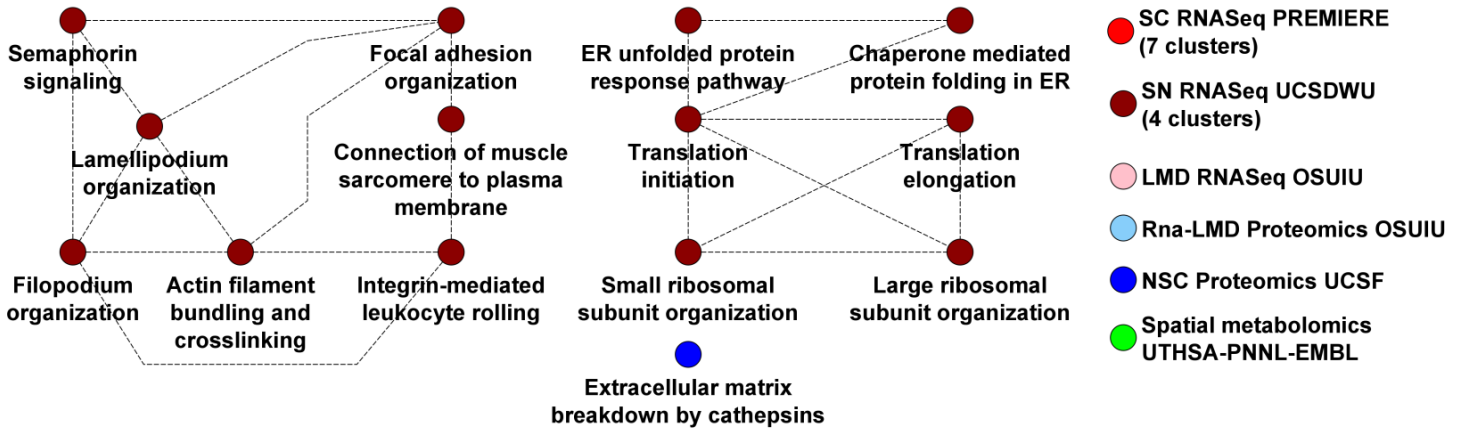 Semaphorin
signaling
Focal adhesion
organization
Lamellipodium
organization
Connection of muscle
sarcomere to plasma
membrane
Filopodium
organization
Actin filament
bundling and
crosslinking
Integrin-mediated
leukocyte rolling
ER unfolded protein
response pathway
Chaperone mediated
protein folding in ER
Translation
initiation
Translation
elongation
Small ribosomal
subunit organization
Large ribosomal
subunit organization
Extracellular matrix
breakdown by cathepsins
SC RNASeq PREMIERE
(7 clusters)
SN RNASeq UCSDWU
(4 clusters)
LMD RNASeq OSUIU
Rna-LMD Proteomics OSUIU
NSC Proteomics UCSF
Spatial metabolomics
UTHSA-PNNL-EMBL